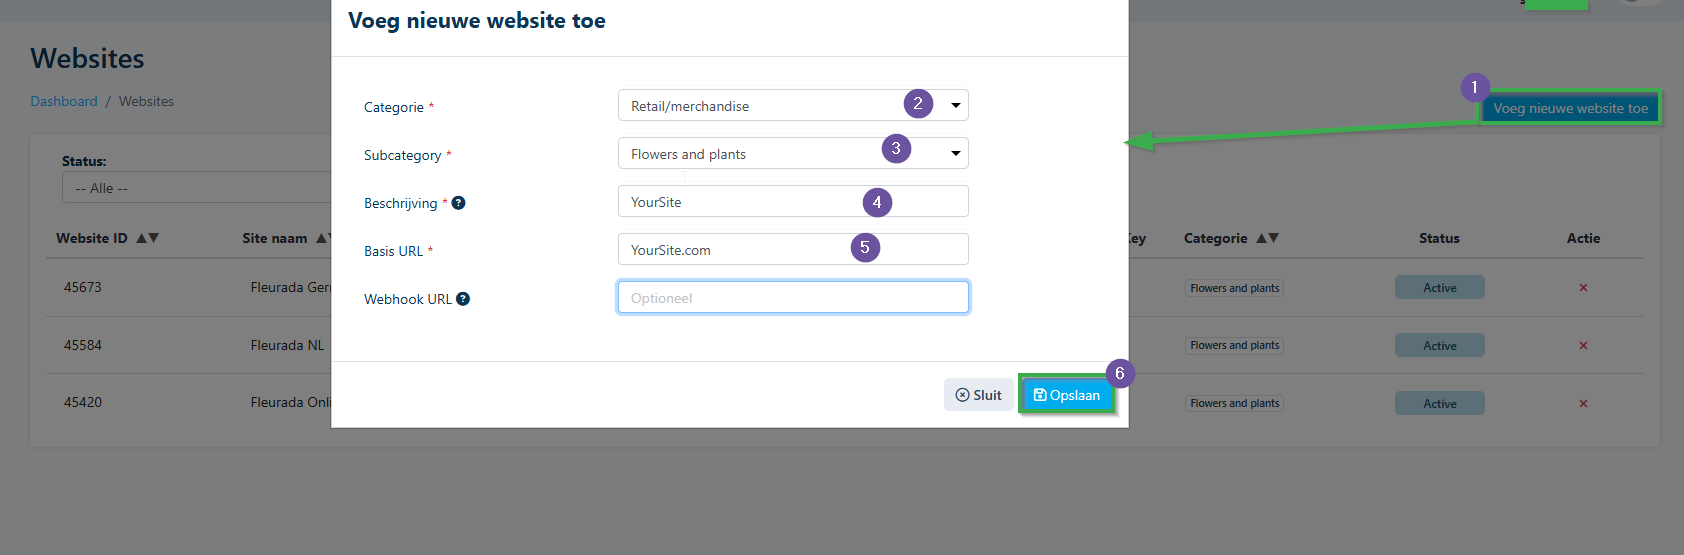 Voeg nieuwe website toe
Websites
Dashboard / Websites
1
Voeg nieuwe website toe
Categorie *
Retail/merchandise
2
Subcategory *
Flowers and plants
3
Beschrijving *
YourSite
4
Basis URL *
YourSite.com
5
Webhook URL
Optioneel
Sluit
Opslaan
6
Status:
-- Alle --
Website ID ▲▼ Site naam ▲ Categorie ▲▼ Status Actie
45673 Fleurada Flowers and plants Active ×
45584 Fleurada NL Flowers and plants Active ×
45420 Fleurada Flowers and plants Active ×